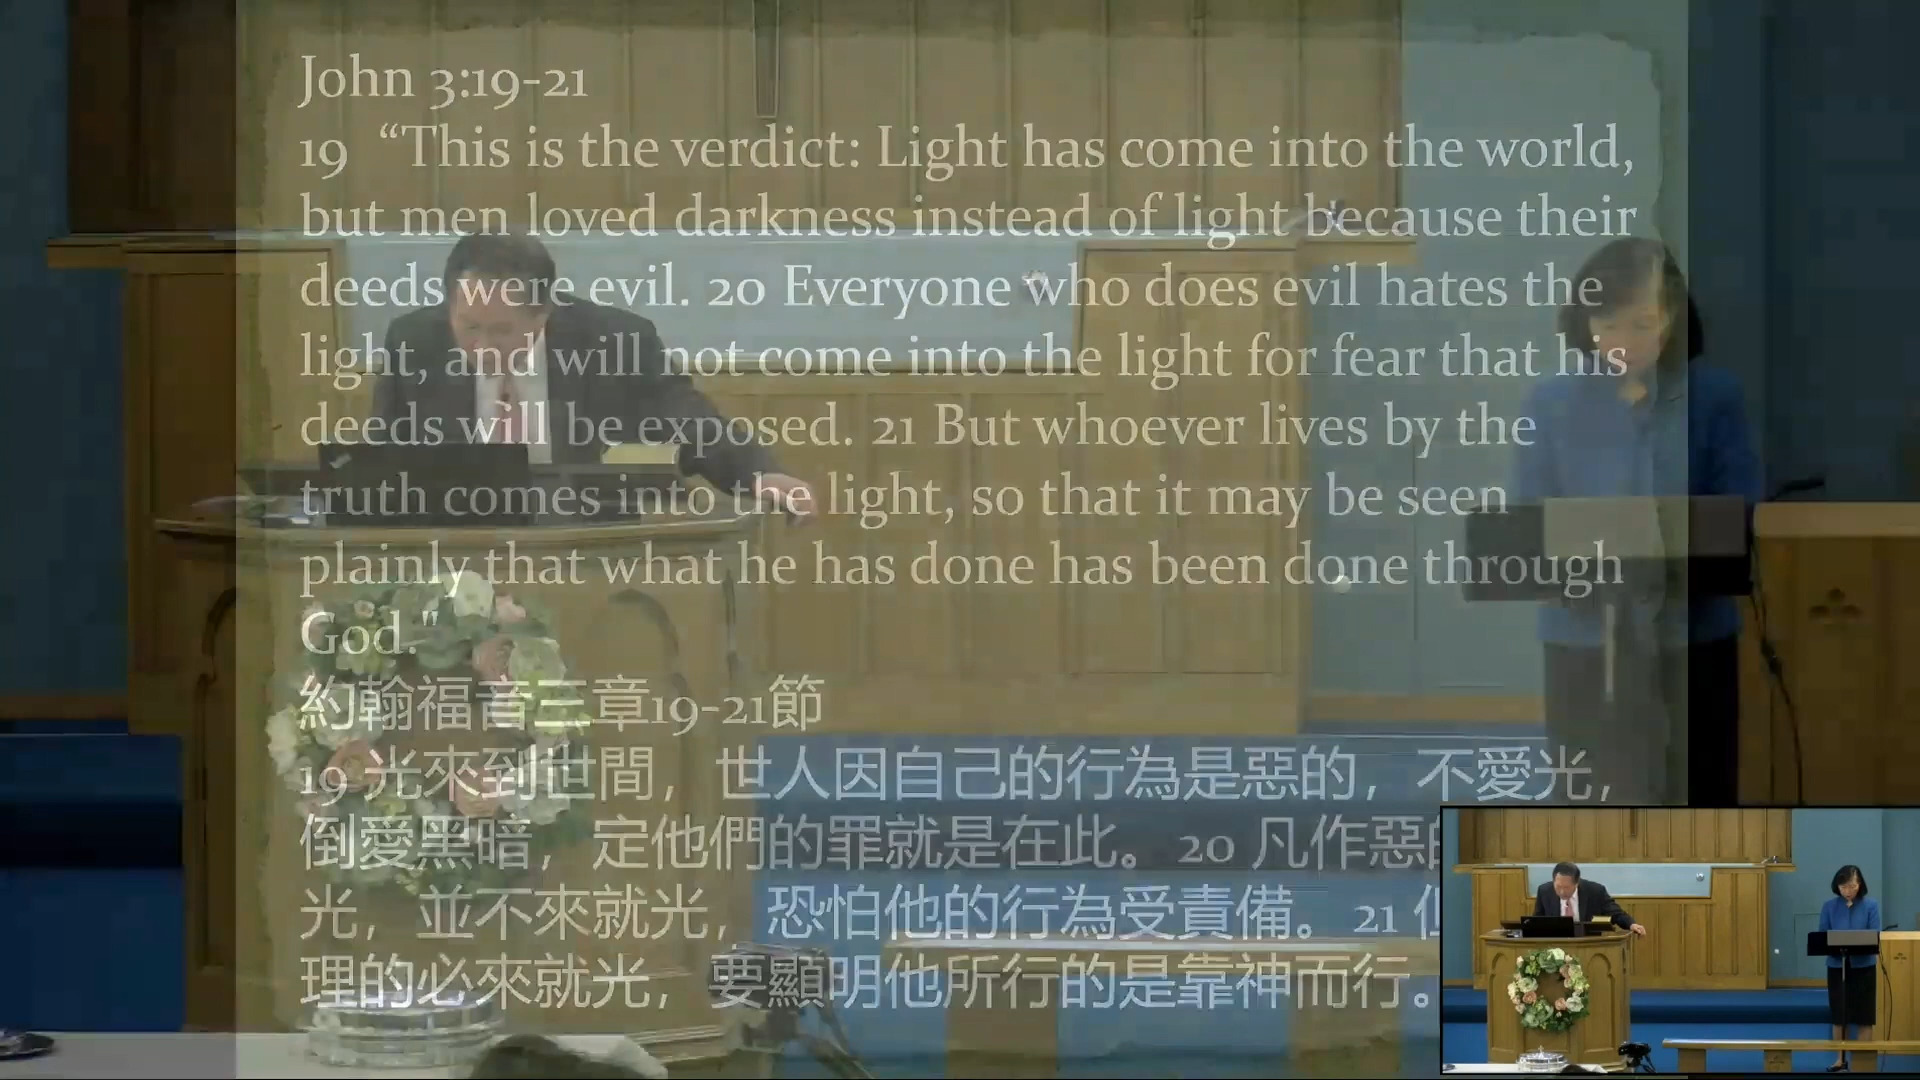 John 3:19-21
19 “This is the verdict: Light has come into the world,
but men loved darkness instead of light because their
deeds were evil. 20 Everyone who does evil hates the
light, and will not come into the light for fear that his
deeds will be exposed. 21 But whoever lives by the
truth comes into the light, so that it may be seen
plainly that what he has done has been done through
God."
約翰福音三章19-21節
19 光來到世間，世人因自己的行為是惡的，不愛光，
倒愛黑暗，定他們的罪就是在此。20 凡作惡
光，並不來就光，恐怕他的行為受責備。21
理的必來就光，要顯明他所行的是靠神而行。